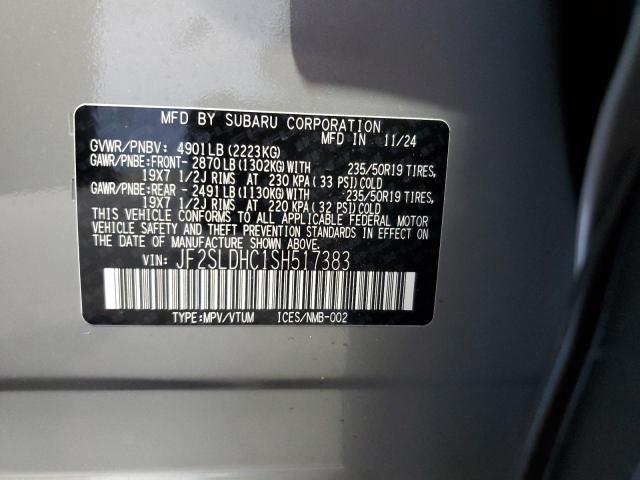 MFD BY SUBARU CORPORATION
MFD IN 11/24
GVWR/PNBV: 4901LB (2223KG)
GAWR/PNBE:FRONT- 2870LB(1302KG)WITH 235/50R19 TIRES,
19X7 1/2J RIMS AT 230 KPA(33 PSI)COLD
GAWR/PNBE:REAR - 2491LB(1130KG)WITH 235/50R19 TIRES,
19X7 1/2J RIMS AT 220 KPA(32 PSI)COLD
THIS VEHICLE CONFORMS TO ALL APPLICABLE FEDERAL MOTOR
VEHICLE SAFETY AND THEFT PREVENTION STANDARDS IN EFFECT ON
THE DATE OF MANUFACTURE SHOWN ABOVE.
VIN: JF2SLDHC1SH517383
TYPE:MPV/VTUM ICES/NMB-002